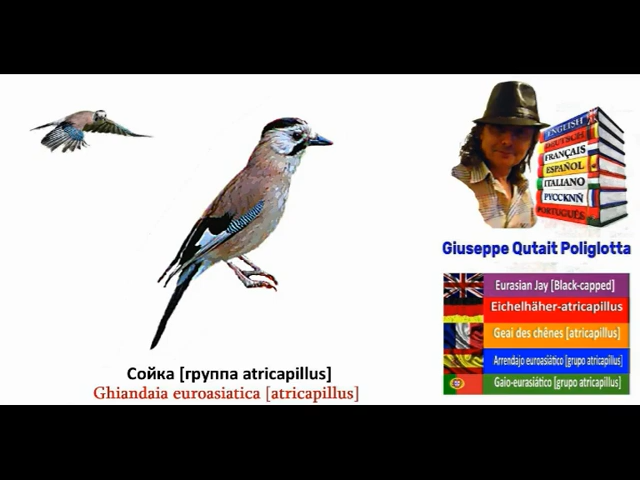 ENGLISH
DEUTSCH
FRANÇAIS
ESPAÑOL
ITALIANO
PYCCKNÑ
PORTUGUÊS
Giuseppe Qutait Poliglotta
Eurasian Jay [Black-capped]
Eichelhäher-atricapillus
Geai des chênes [atricapillus]
Arrendajo euroasiático [grupo atricapillus]
Gaio-eurasiático [grupo atricapillus]
Сойка [группа atricapillus]
Ghiandaia euroasiatica [atricapillus]